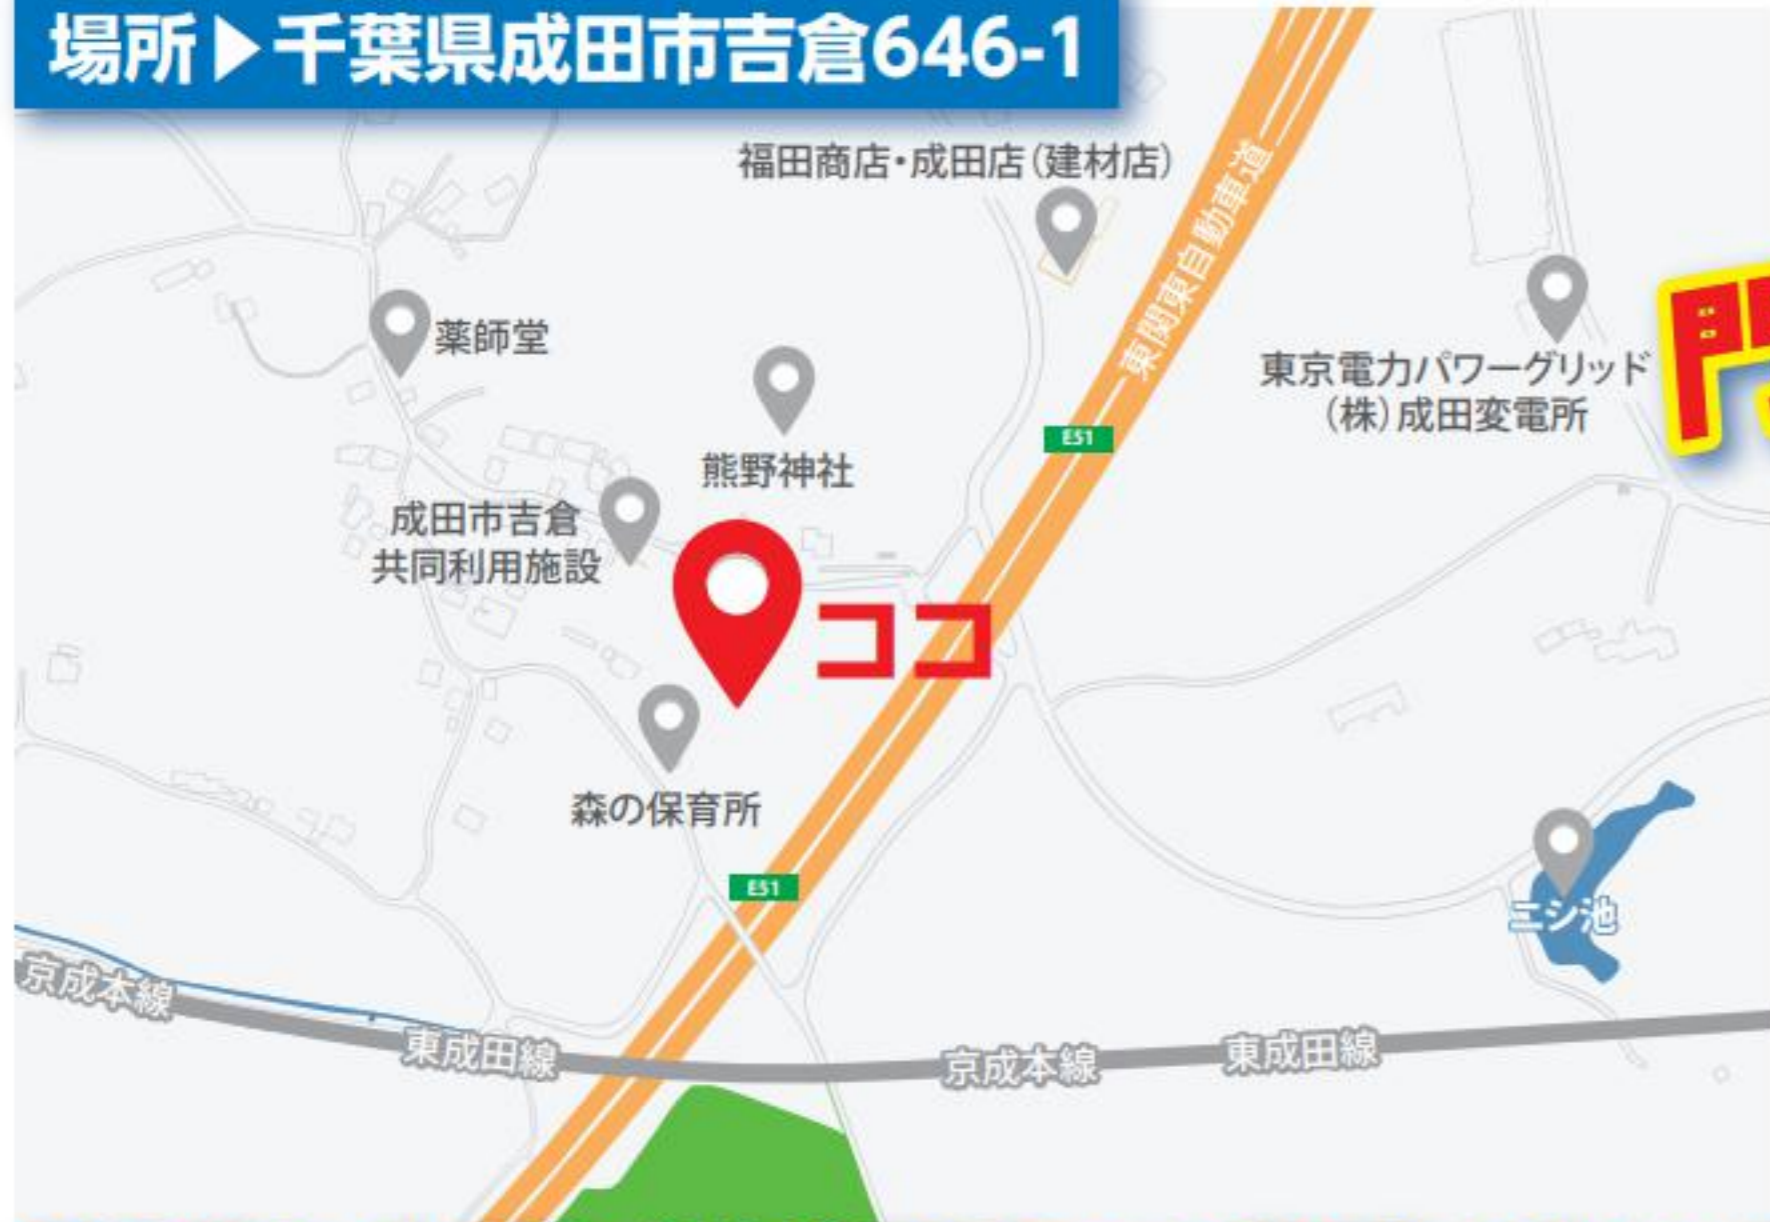 場所▶千葉県成田市吉倉646-1
福田商店・成田店(建材店)
東関東自動車道
薬師堂
東京電力パワーグリッド
(株)成田変電所
E51
熊野神社
成田市吉倉
共同利用施設
ココ
森の保育所
E51
三シ池
京成本線
東成田線
京成本線
東成田線